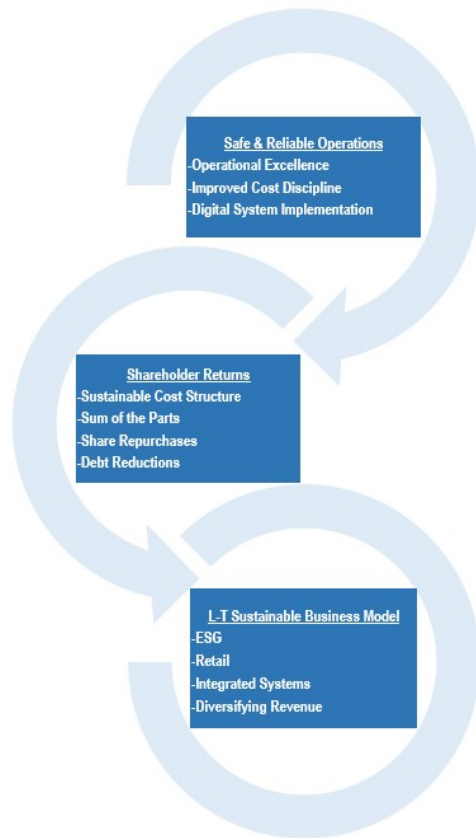 Safe & Reliable Operations
-Operational Excellence
-Improved Cost Discipline
-Digital System Implementation
Shareholder Returns
-Sustainable Cost Structure
-Sum of the Parts
-Share Repurchases
-Debt Reductions
L-T Sustainable Business Model
-ESG
-Retail
-Integrated Systems
-Diversifying Revenue